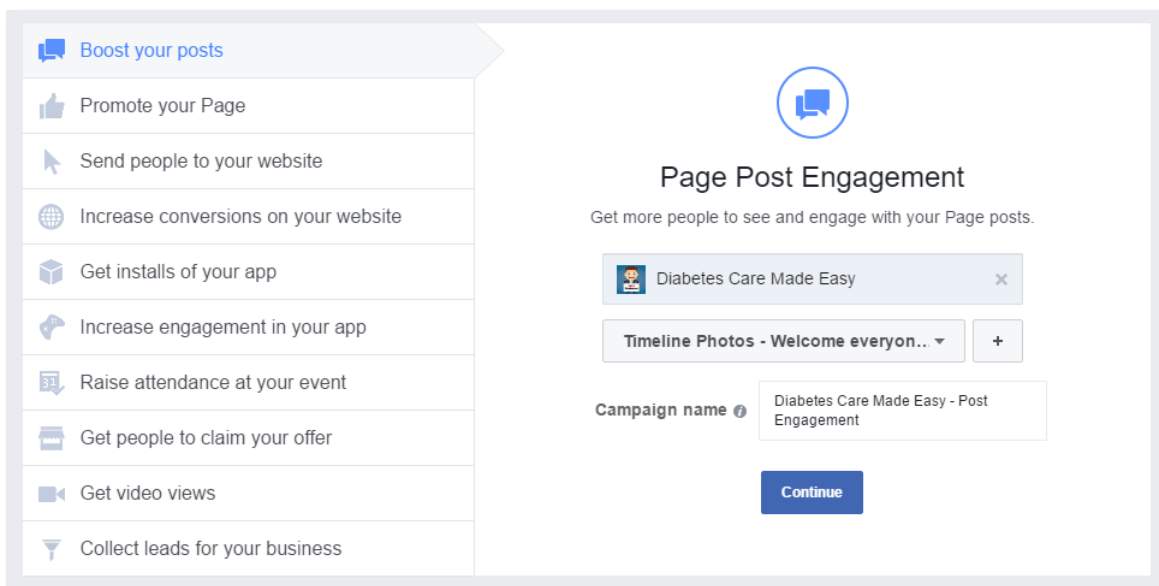 Boost your posts
Promote your Page
Send people to your website
Increase conversions on your website
Get installs of your app
Increase engagement in your app
31
Raise attendance at your event
Get people to claim your offer
Get video views
Collect leads for your business
Page Post Engagement
Get more people to see and engage with your Page posts.
Diabetes Care Made Easy ×
Timeline Photos - Welcome everyon... +
Campaign name i
Diabetes Care Made Easy - Post
Engagement
Continue